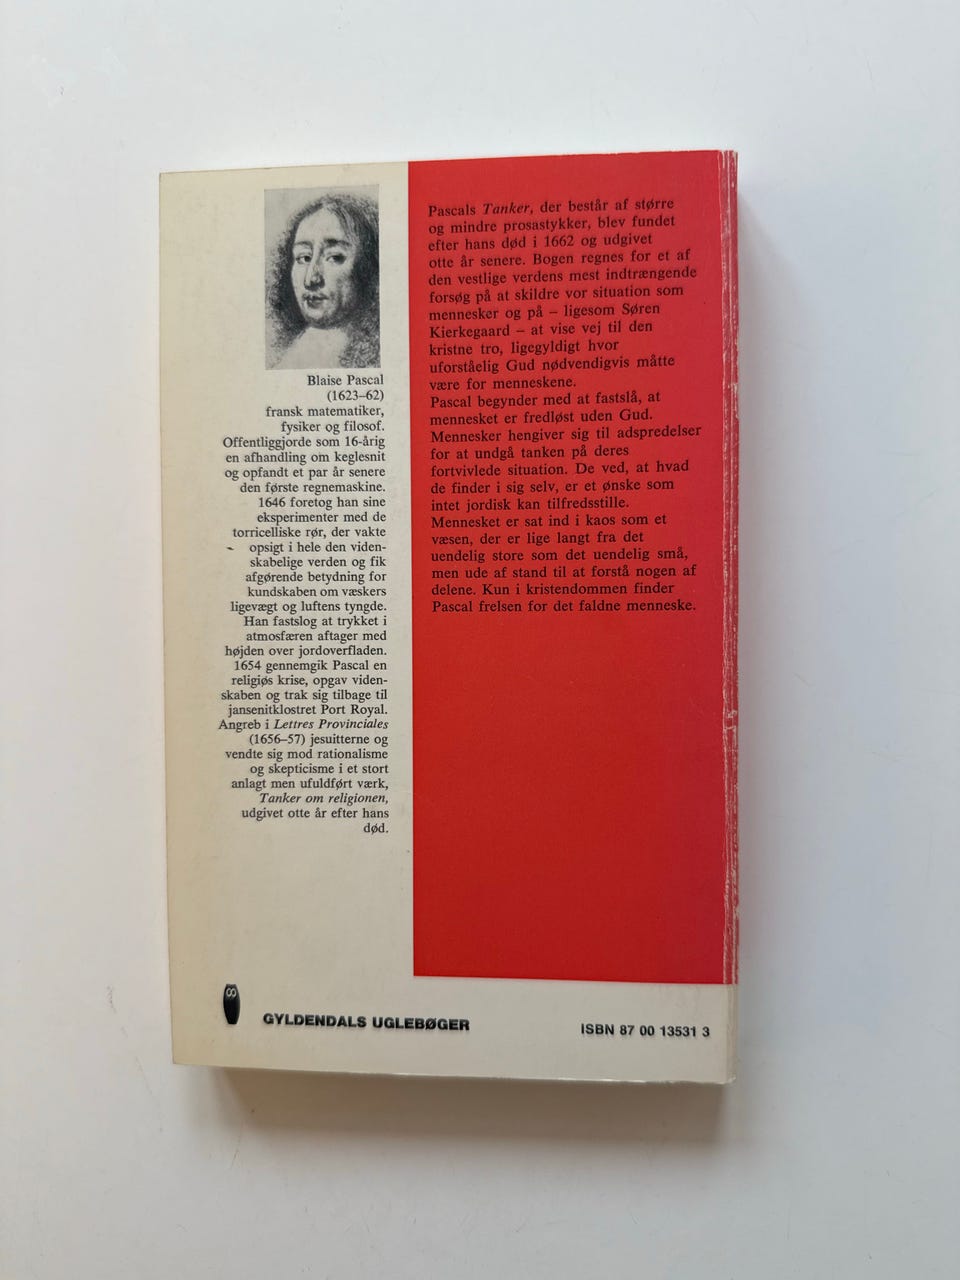 Blaise Pascal
(1623–62)
fransk matematiker,
fysiker og filosof.
Offentliggjorde som 16-årig
en afhandling om keglesnit
og opfandt et par år senere
den første regnemaskine.
1646 foretog han sine
eksperimenter med de
torricelliske rør, der vakte
opsigt i hele den viden-
skabelige verden og fik
afgørende betydning for
kundskaben om væskers
ligevægt og luftens tyngde.
Han fastslog at trykket i
atmosfæren aftager med
højden over jordoverfladen.
1654 gennemgik Pascal en
religiøs krise, opgav viden-
skaben og trak sig tilbage til
jansenitklostret Port Royal.
Angreb i Lettres Provinciales
(1656–57) jesuitterne og
vendte sig mod rationalisme
og skepticisme i et stort
anlagt men ufuldført værk,
Tanker om religionen,
udgivet otte år efter hans
død.
Pascals Tanker, der består af større
og mindre prosastykker, blev fundet
efter hans død i 1662 og udgivet
otte år senere. Bogen regnes for et af
den vestlige verdens mest indtrængende
forsøg på at skildre vor situation som
mennesker og på – ligesom Søren
Kierkegaard – at vise vej til den
kristne tro, ligegyldigt hvor
uforståelig Gud nødvendigvis måtte
være for menneskene.
Pascal begynder med at fastslå, at
mennesket er fredløst uden Gud.
Mennesker hengiver sig til adspredelser
for at undgå tanken på deres
fortvivlede situation. De ved, at hvad
de finder i sig selv, er et ønske som
intet jordisk kan tilfredsstille.
Mennesket er sat ind i kaos som et
væsen, der er lige langt fra det
uendelig store som det uendelig små,
men ude af stand til at forstå nogen af
delene. Kun i kristendommen finder
Pascal frelsen for det faldne menneske.
GYLDENDALS UGLEBØGER
ISBN 87 00 13531 3